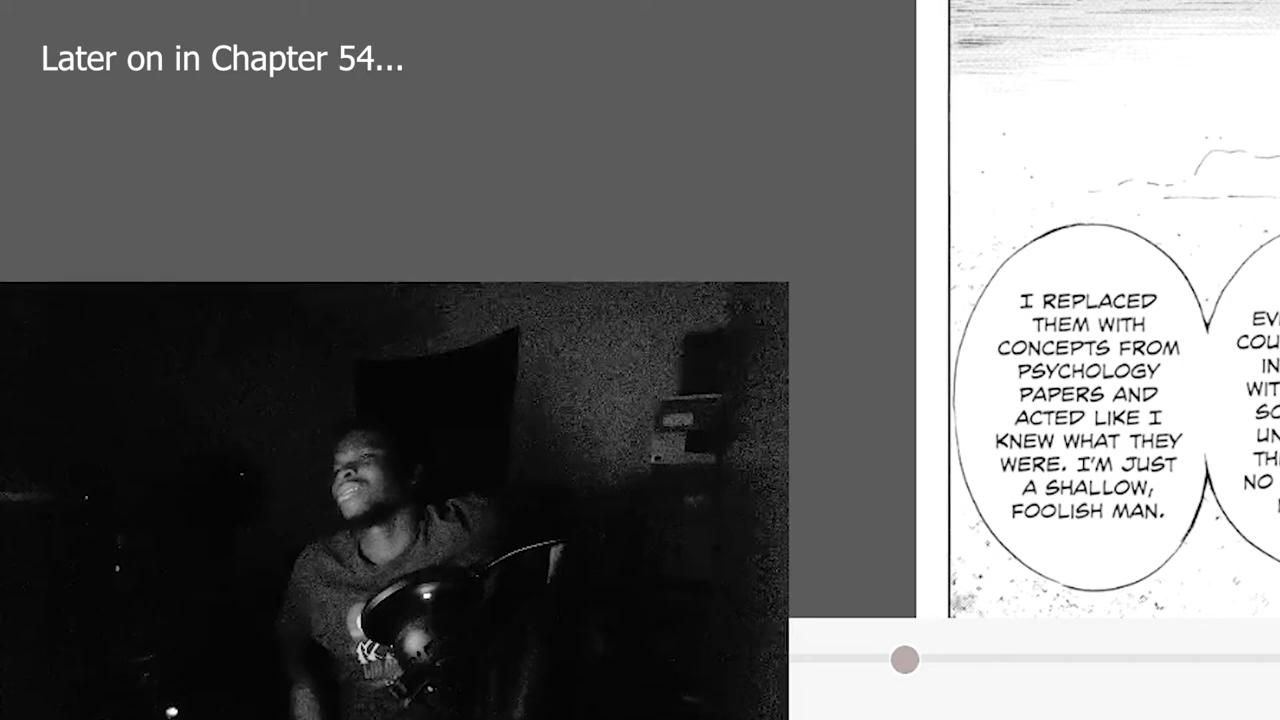 Later on in Chapter 54...
I REPLACED
THEM WITH
CONCEPTS FROM
PSYCHOLOGY
PAPERS AND
ACTED LIKE I
KNEW WHAT THEY
WERE. I'M JUST
A SHALLOW,
FOOLISH MAN.
NO